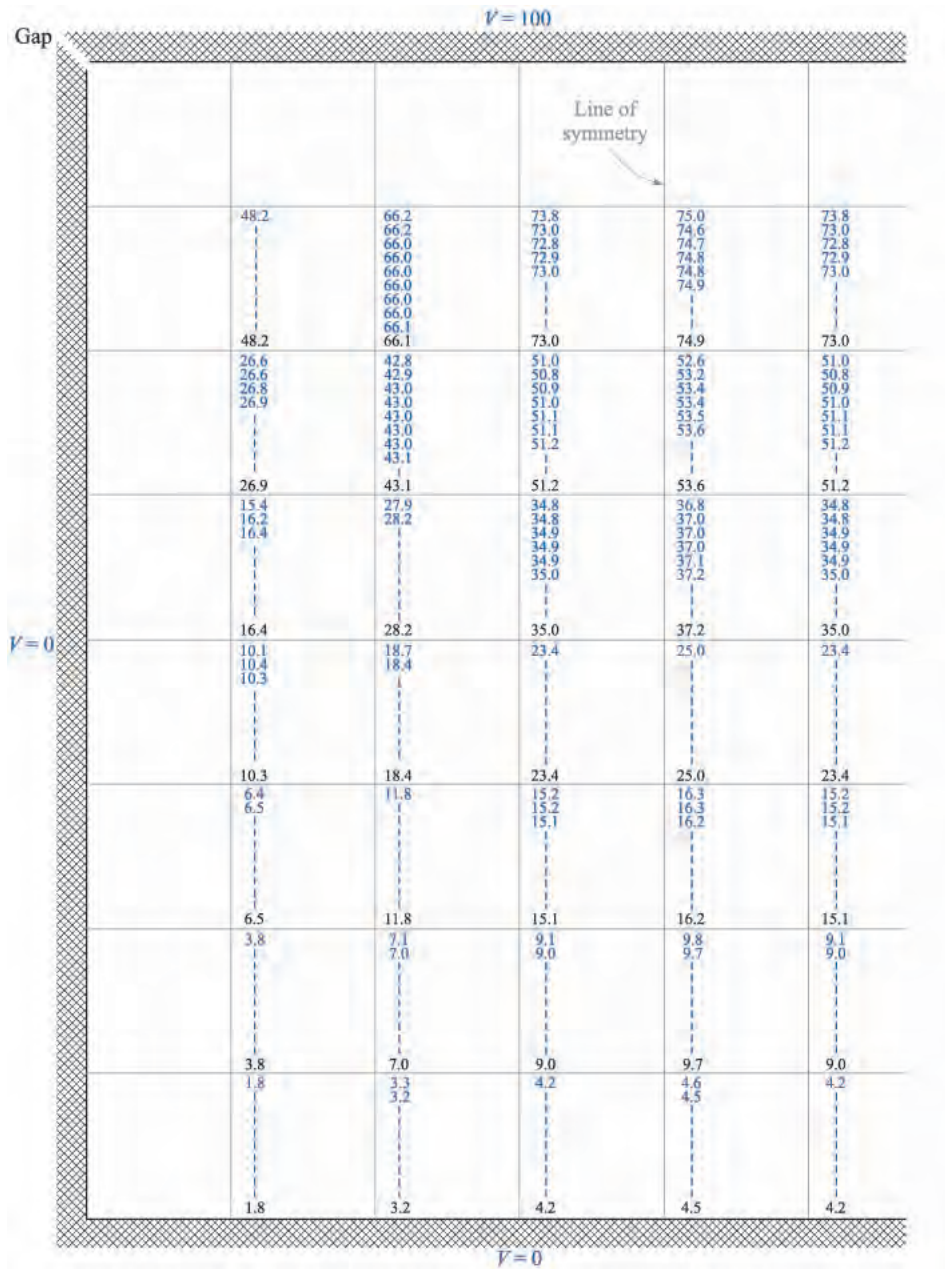 V = 100
Gap
Line of
symmetry
48.2 66.2 73.8 75.0 73.8
66.2 73.0 74.6 73.0
66.0 72.8 74.7 72.8
66.0 72.9 74.8 72.9
66.0 73.0 74.8 73.0
66.0 74.9
66.0
66.0
66.1
48.2 66.1 73.0 74.9 73.0
26.6 42.8 51.0 52.6 51.0
26.6 42.9 50.8 53.2 50.8
26.8 43.0 50.9 53.4 50.9
26.9 43.0 51.0 53.4 51.0
43.0 51.1 53.5 51.1
43.0 51.1 53.6 51.1
43.0 51.2 51.2
43.1
26.9 43.1 51.2 53.6 51.2
15.4 27.9 34.8 36.8 34.8
16.2 28.2 34.8 37.0 34.8
16.4 34.9 37.0 34.9
34.9 37.0 34.9
34.9 37.1 34.9
35.0 37.2 35.0
16.4 28.2 35.0 37.2 35.0
V = 0
10.1 18.7 23.4 25.0 23.4
10.4 18.4
10.3
10.3 18.4 23.4 25.0 23.4
6.4 11.8 15.2 16.3 15.2
6.5 15.2 16.3 15.2
15.1 16.2 15.1
6.5 11.8 15.1 16.2 15.1
3.8 7.1 9.1 9.8 9.1
7.0 9.0 9.7 9.0
3.8 7.0 9.0 9.7 9.0
1.8 3.3 4.2 4.6 4.2
3.2 4.5
1.8 3.2 4.2 4.5 4.2
V = 0